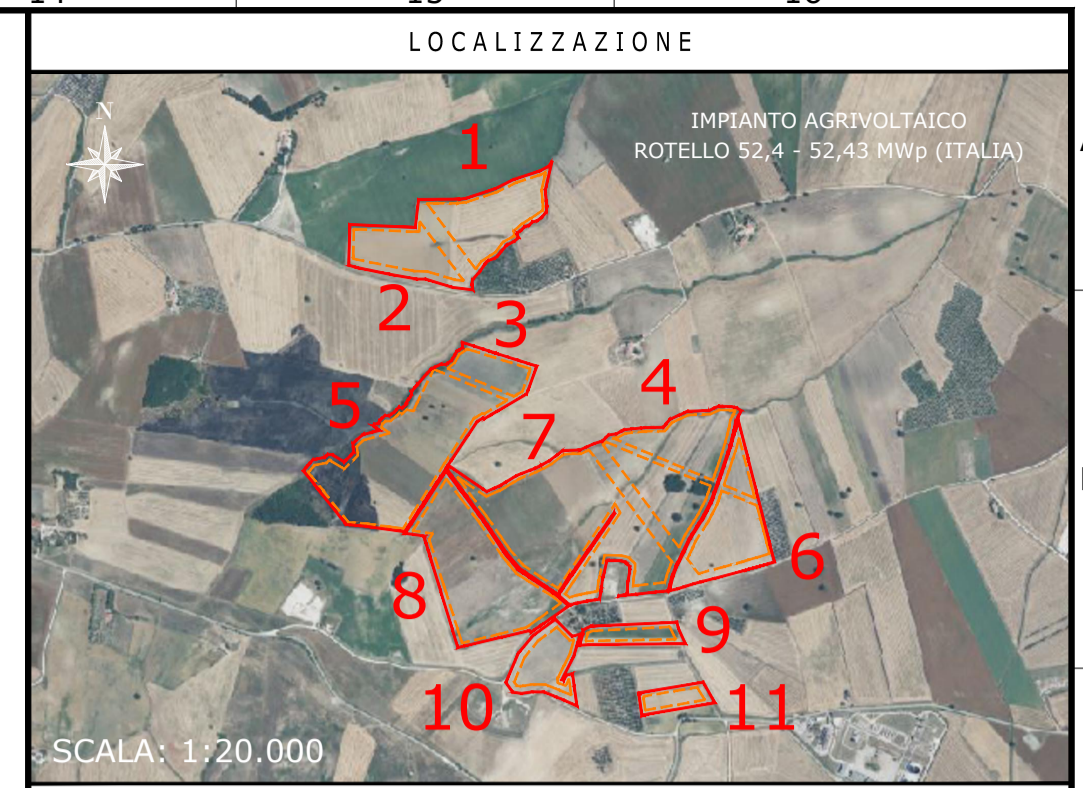 LOCALIZZAZIONE
N
IMPIANTO AGRIVOLTAICO
ROTELLO 52,4 - 52,43 MWp (ITALIA)
1
2
3
4
5
7
6
8
9
10
11
SCALA: 1:20.000